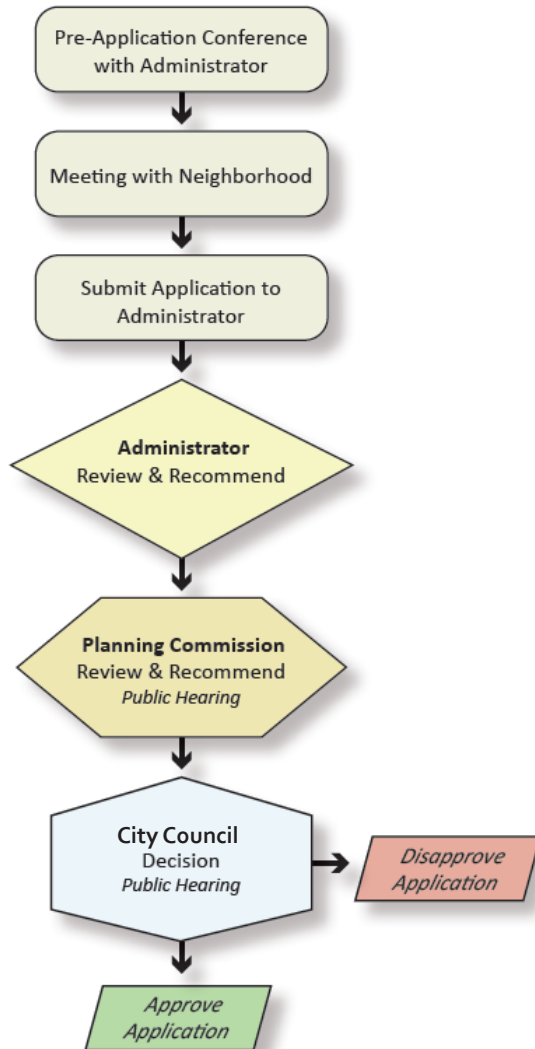 Pre-Application Conference
with Administrator
Meeting with Neighborhood
Submit Application to
Administrator
Administrator
Review & Recommend
Planning Commission
Review & Recommend
Public Hearing
City Council
Decision
Public Hearing
Disapprove
Application
Approve
Application